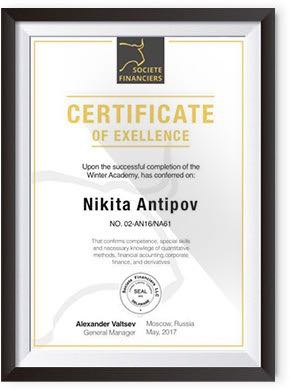 SOCIETE
FINANCIERS
CERTIFICATE
OF EXELLENCE
Upon the successful completion of the
Winter Academy, has conferred on:
Nikita Antipov
NO. 02-AN16/NA61
That confirms competence, special skills
and necessary knowledge of quantitative
methods, financial accounting, corporate
finance, and derivatives
Societe Financiers LLC
SEAL
DELAWARE
Alexander Valtsev
General Manager
Moscow, Russia
May, 2017